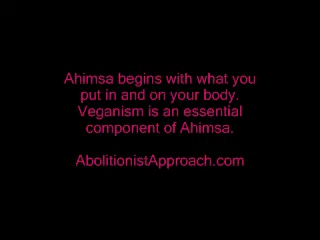 Ahimsa begins with what you
put in and on your body.
Veganism is an essential
component of Ahimsa.
AbolitionistApproach.com